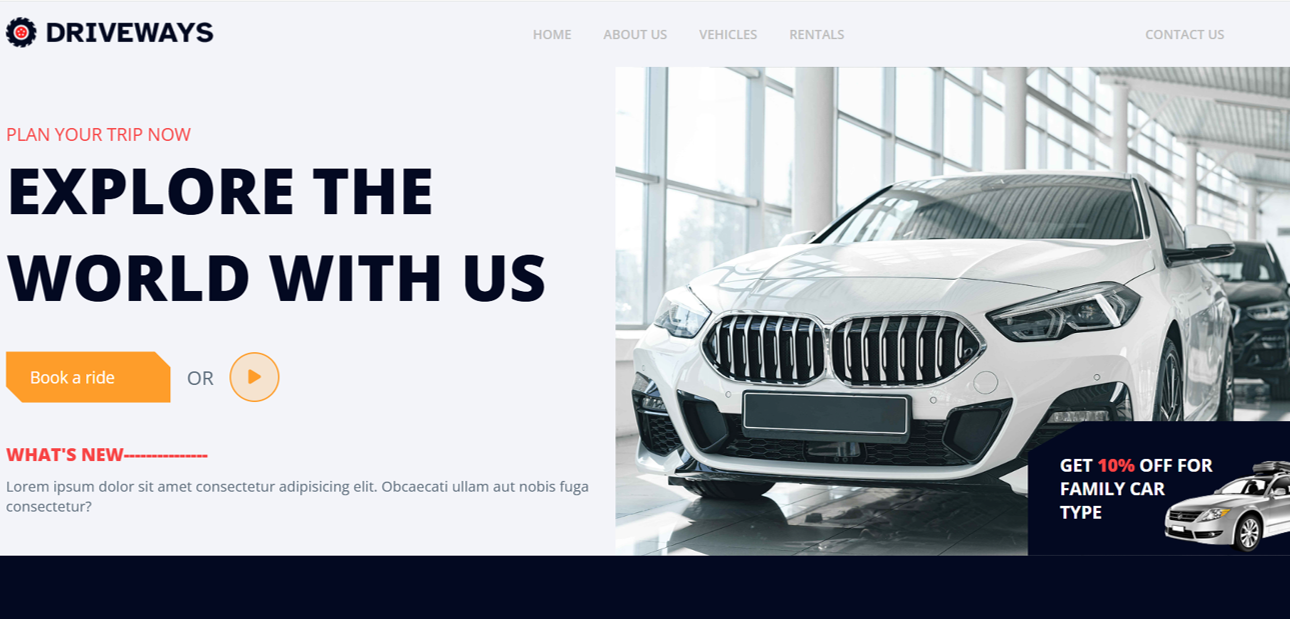 DRIVEWAYS
HOME
ABOUT US
VEHICLES
RENTALS
CONTACT US
PLAN YOUR TRIP NOW
EXPLORE THE
WORLD WITH US
Book a ride
OR
WHAT'S NEW---------------
Lorem ipsum dolor sit amet consectetur adipisicing elit. Obcaecati ullam aut nobis fuga
consectetur?
GET 10% OFF FOR
FAMILY CAR
TYPE